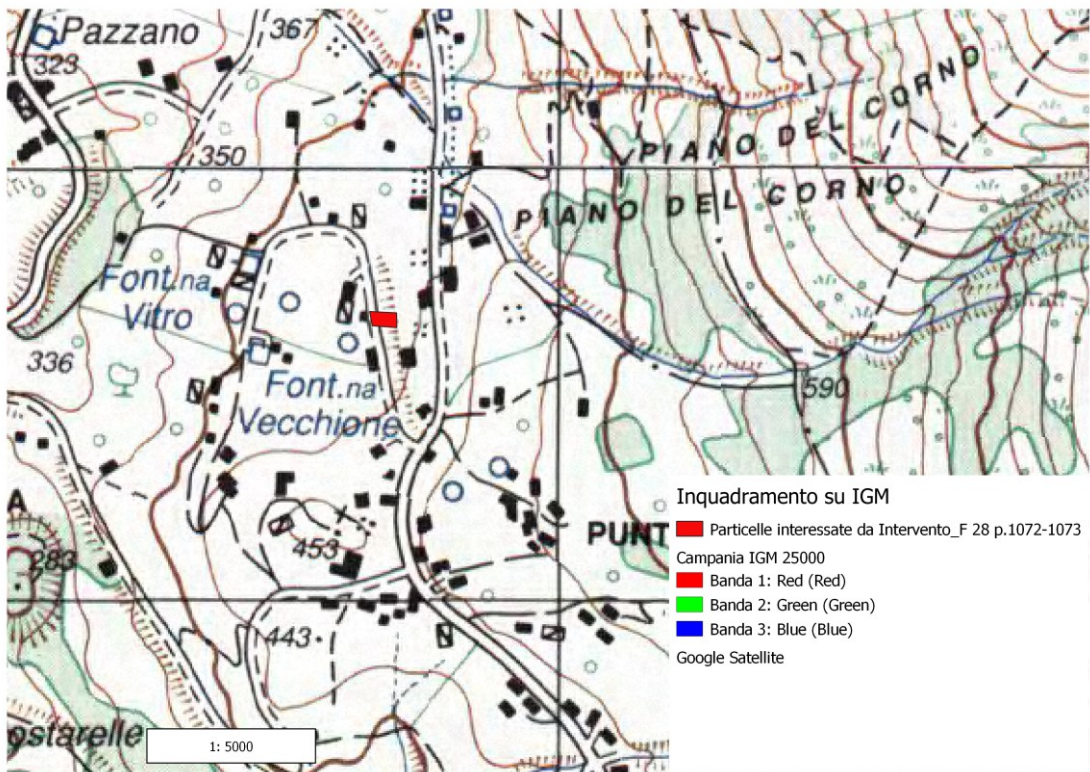 Pazzano
367
323
350
PIANO DEL CORNO
PIANO DEL CORNO
Font.na
Vitro
336
Font.na
Vecchione
590
A
283
453
PUNT
443
ostarelle
1: 5000
Inquadramento su IGM
Particelle interessate da Intervento_F 28 p.1072-1073
Campania IGM 25000
Banda 1: Red (Red)
Banda 2: Green (Green)
Banda 3: Blue (Blue)
Google Satellite